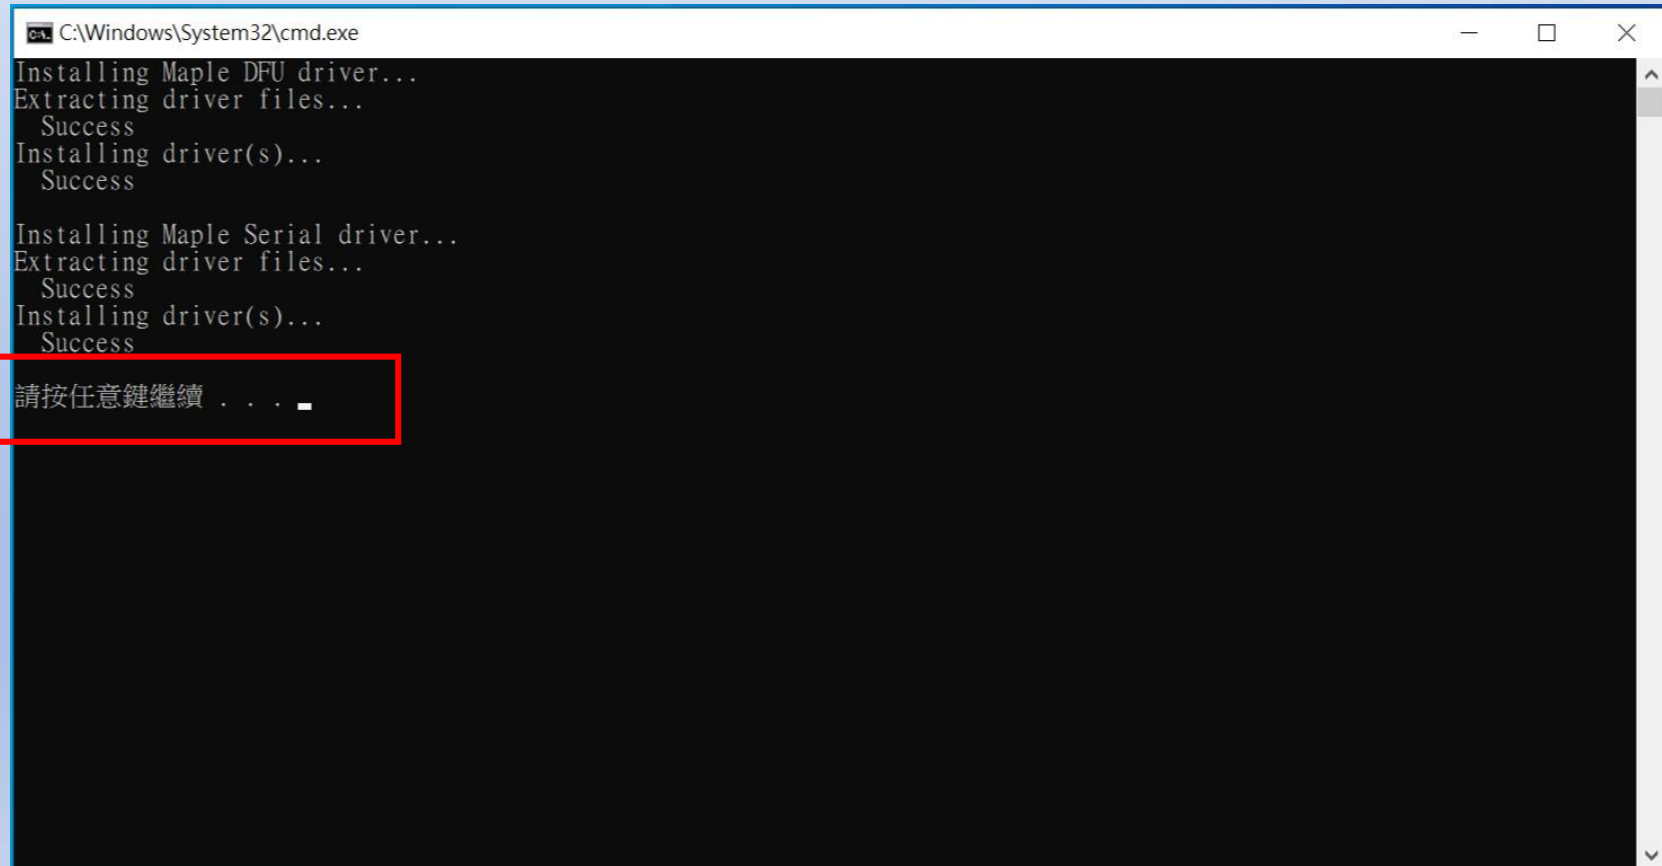 C:\Windows\System32\cmd.exe
Installing Maple DFU driver...
Extracting driver files...
Success
Installing driver(s)...
Success
Installing Maple Serial driver...
Extracting driver files...
Success
Installing driver(s)...
Success
請按任意鍵繼續 . . .